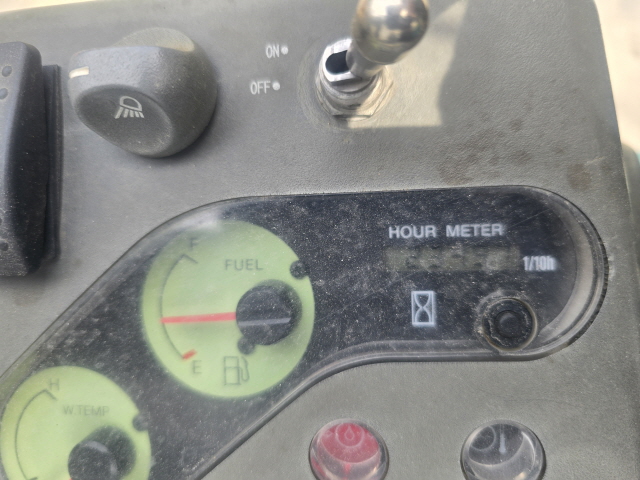 ON
OFF
HOUR METER
1/10h
F
FUEL
E
H
W.TEMP